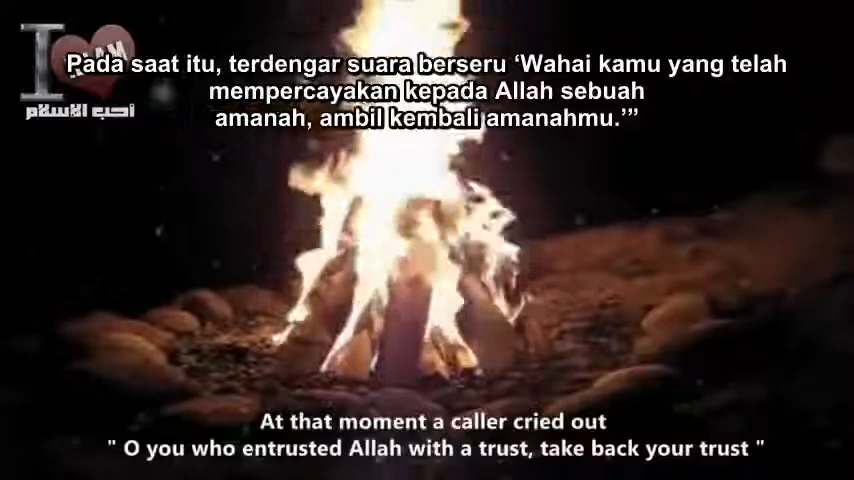 I ISLAM
أحب الاسلام
Pada saat itu, terdengar suara berseru ‘Wahai kamu yang telah
mempercayakan kepada Allah sebuah
amanah, ambil kembali amanahmu.’”
At that moment a caller cried out
" O you who entrusted Allah with a trust, take back your trust "